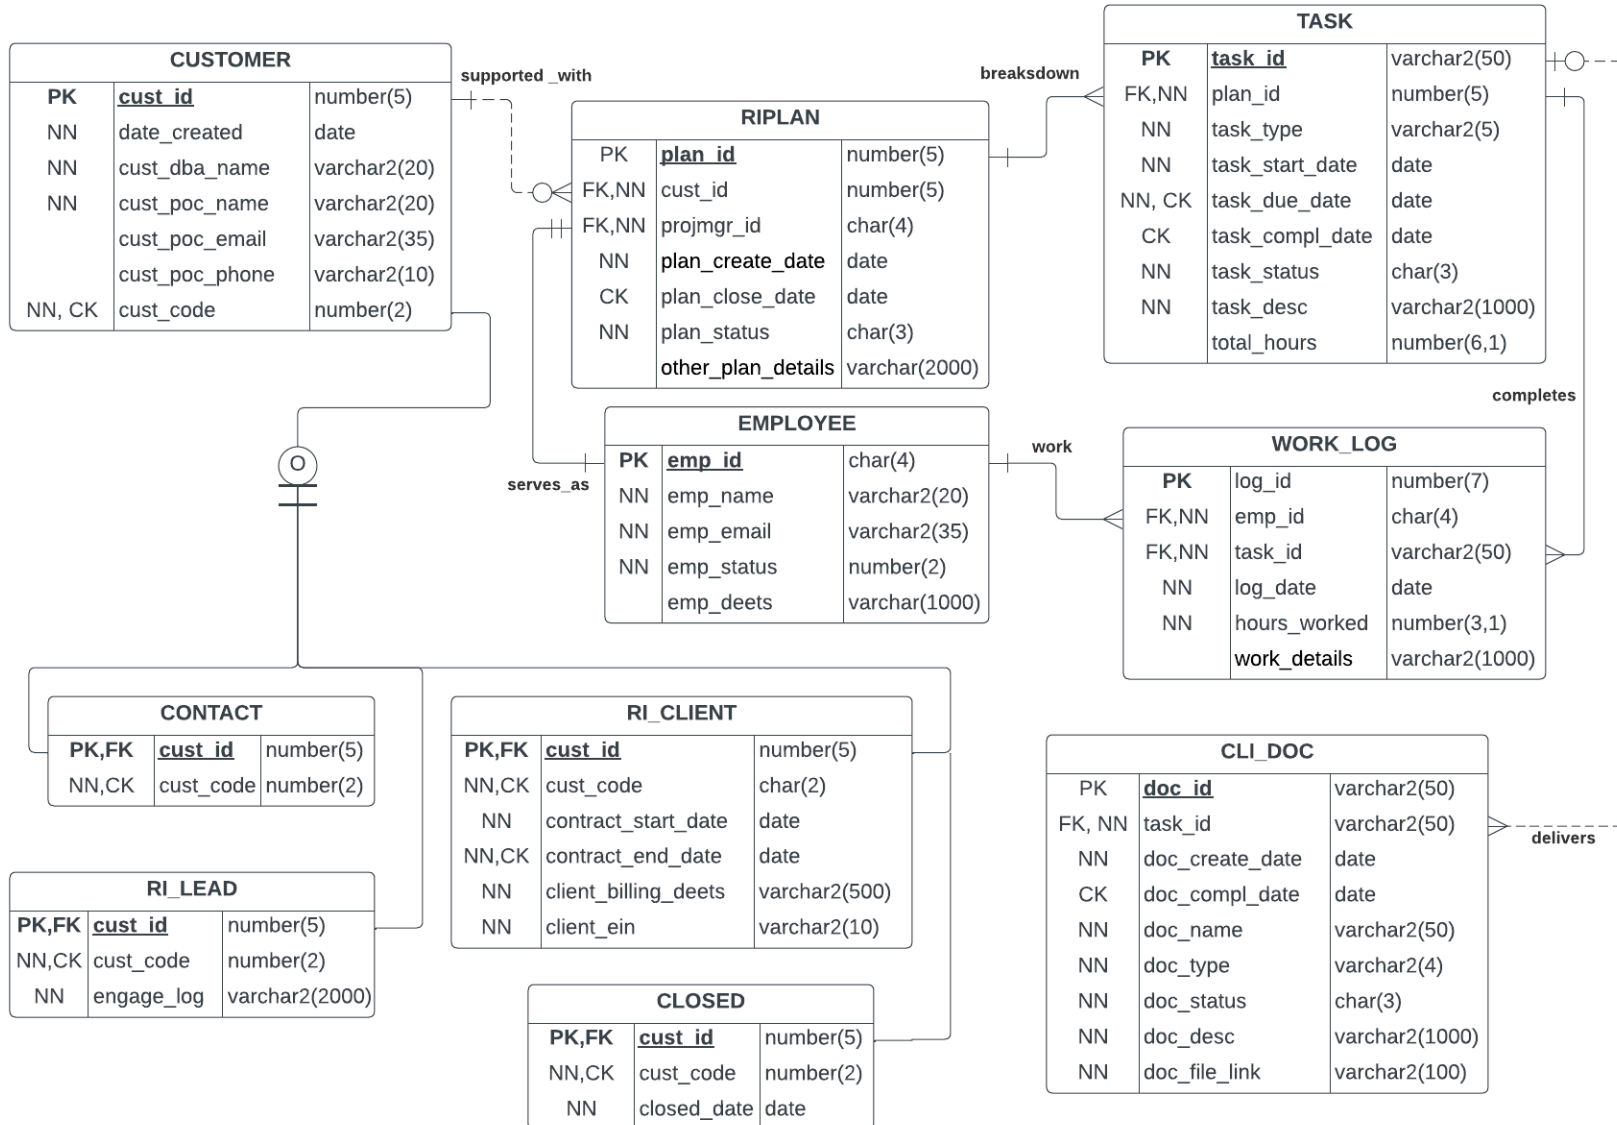 CUSTOMER
PK cust_id number(5)
NN date_created date
NN cust_dba_name varchar2(20)
NN cust_poc_name varchar2(20)
cust_poc_email varchar2(35)
cust_poc_phone varchar2(10)
NN, CK cust_code number(2)
supported _with
RIPLAN
PK plan_id number(5)
FK,NN cust_id number(5)
FK,NN projmgr_id char(4)
NN plan_create_date date
CK plan_close_date date
NN plan_status char(3)
other_plan_details varchar(2000)
breaksdown
TASK
PK task_id varchar2(50)
FK,NN plan_id number(5)
NN task_type varchar2(5)
NN task_start_date date
NN, CK task_due_date date
CK task_compl_date date
NN task_status char(3)
NN task_desc varchar2(1000)
total_hours number(6,1)
completes
EMPLOYEE
PK emp_id char(4)
NN emp_name varchar2(20)
NN emp_email varchar2(35)
NN emp_status number(2)
emp_deets varchar(1000)
serves_as
work
WORK_LOG
PK log_id number(7)
FK,NN emp_id char(4)
FK,NN task_id varchar2(50)
NN log_date date
NN hours_worked number(3,1)
work_details varchar2(1000)
O
CONTACT
PK,FK cust_id number(5)
NN,CK cust_code number(2)
RI_LEAD
PK,FK cust_id number(5)
NN,CK cust_code number(2)
NN engage_log varchar2(2000)
RI_CLIENT
PK,FK cust_id number(5)
NN,CK cust_code char(2)
NN contract_start_date date
NN,CK contract_end_date date
NN client_billing_deets varchar2(500)
NN client_ein varchar2(10)
CLOSED
PK,FK cust_id number(5)
NN,CK cust_code number(2)
NN closed_date date
CLI_DOC
PK doc_id varchar2(50)
FK, NN task_id varchar2(50)
NN doc_create_date date
CK doc_compl_date date
NN doc_name varchar2(50)
NN doc_type varchar2(4)
NN doc_status char(3)
NN doc_desc varchar2(1000)
NN doc_file_link varchar2(100)
delivers